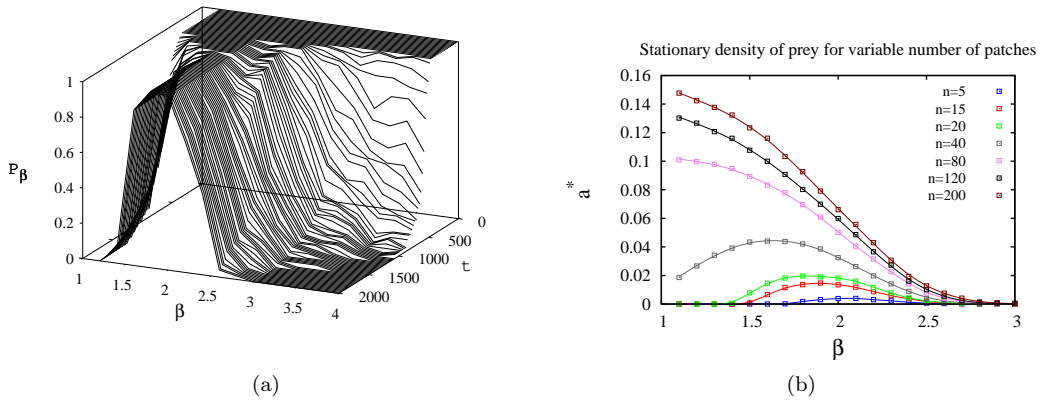 1
0.8
0.6
0.4
0.2
0
Pβ
1
1.5
2
2.5
3
3.5
4
β
0
500
1000
1500
2000
t
(a)
Stationary density of prey for variable number of patches
0.16
0.14
0.12
0.1
0.08
0.06
0.04
0.02
0
a*
1
1.5
2
2.5
3
β
n=5
n=15
n=20
n=40
n=80
n=120
n=200
(b)